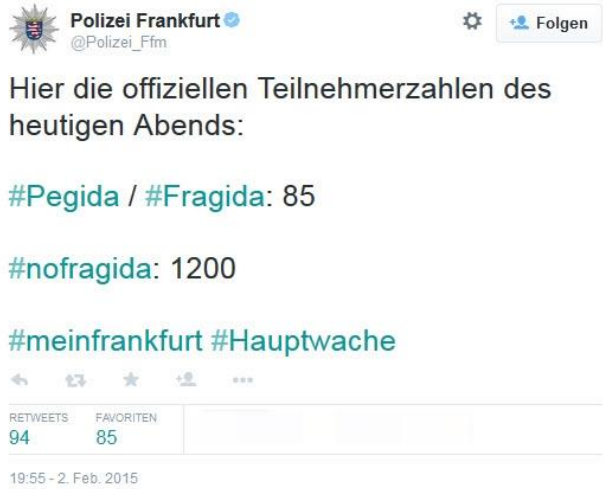 Polizei Frankfurt
@Polizei_Ffm
Folgen
Hier die offiziellen Teilnehmerzahlen des
heutigen Abends:
#Pegida / #Fragida: 85
#nofragida: 1200
#meinfrankfurt #Hauptwache
RETWEETS FAVORITEN
94 85
19:55 - 2. Feb. 2015